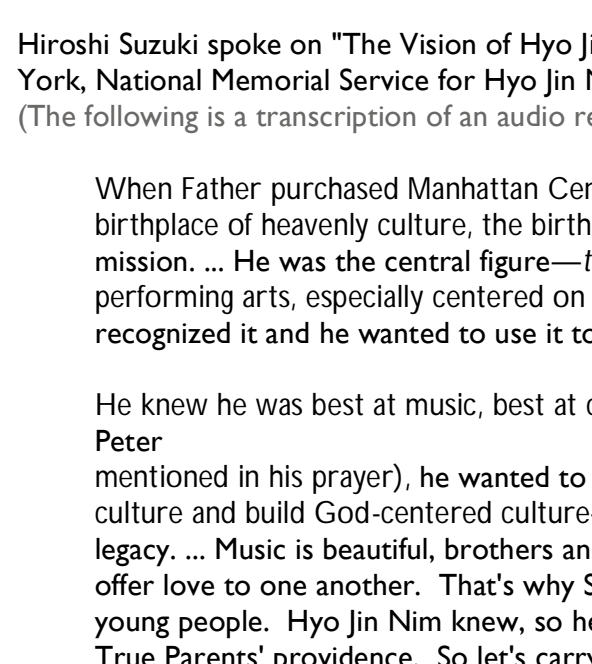 Hiroshi Suzuki spoke on "The Vision of Hyo Ji
York, National Memorial Service for Hyo Jin N
(The following is a transcription of an audio re
When Father purchased Manhattan Cen
birthplace of heavenly culture, the birth
mission. ... He was the central figure—t
performing arts, especially centered on
recognized it and he wanted to use it to
He knew he was best at music, best at c
Peter
mentioned in his prayer), he wanted to
culture and build God-centered culture-
legacy. ... Music is beautiful, brothers an
offer love to one another.  That's why S
young people.  Hyo Jin Nim knew, so he
True Parents' providence.  So let's carry